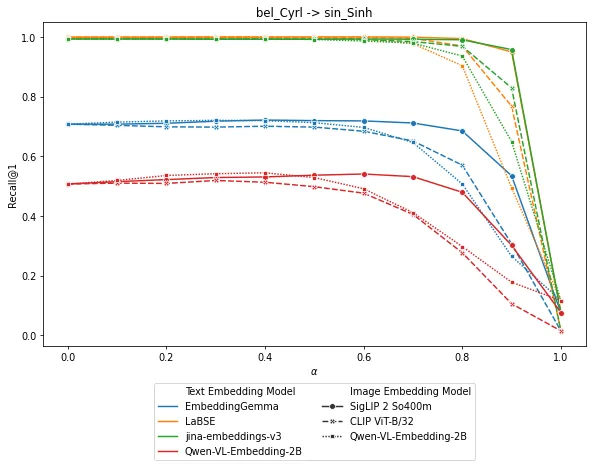 bel_Cyrl -> sin_Sinh
1.0
0.8
0.6
0.4
0.2
0.0
Recall@1
0.0 0.2 0.4 0.6 0.8 1.0
α
Text Embedding Model Image Embedding Model
EmbeddingGemma SigLIP 2 So400m
LaBSE CLIP ViT-B/32
jina-embeddings-v3 Qwen-VL-Embedding-2B
Qwen-VL-Embedding-2B